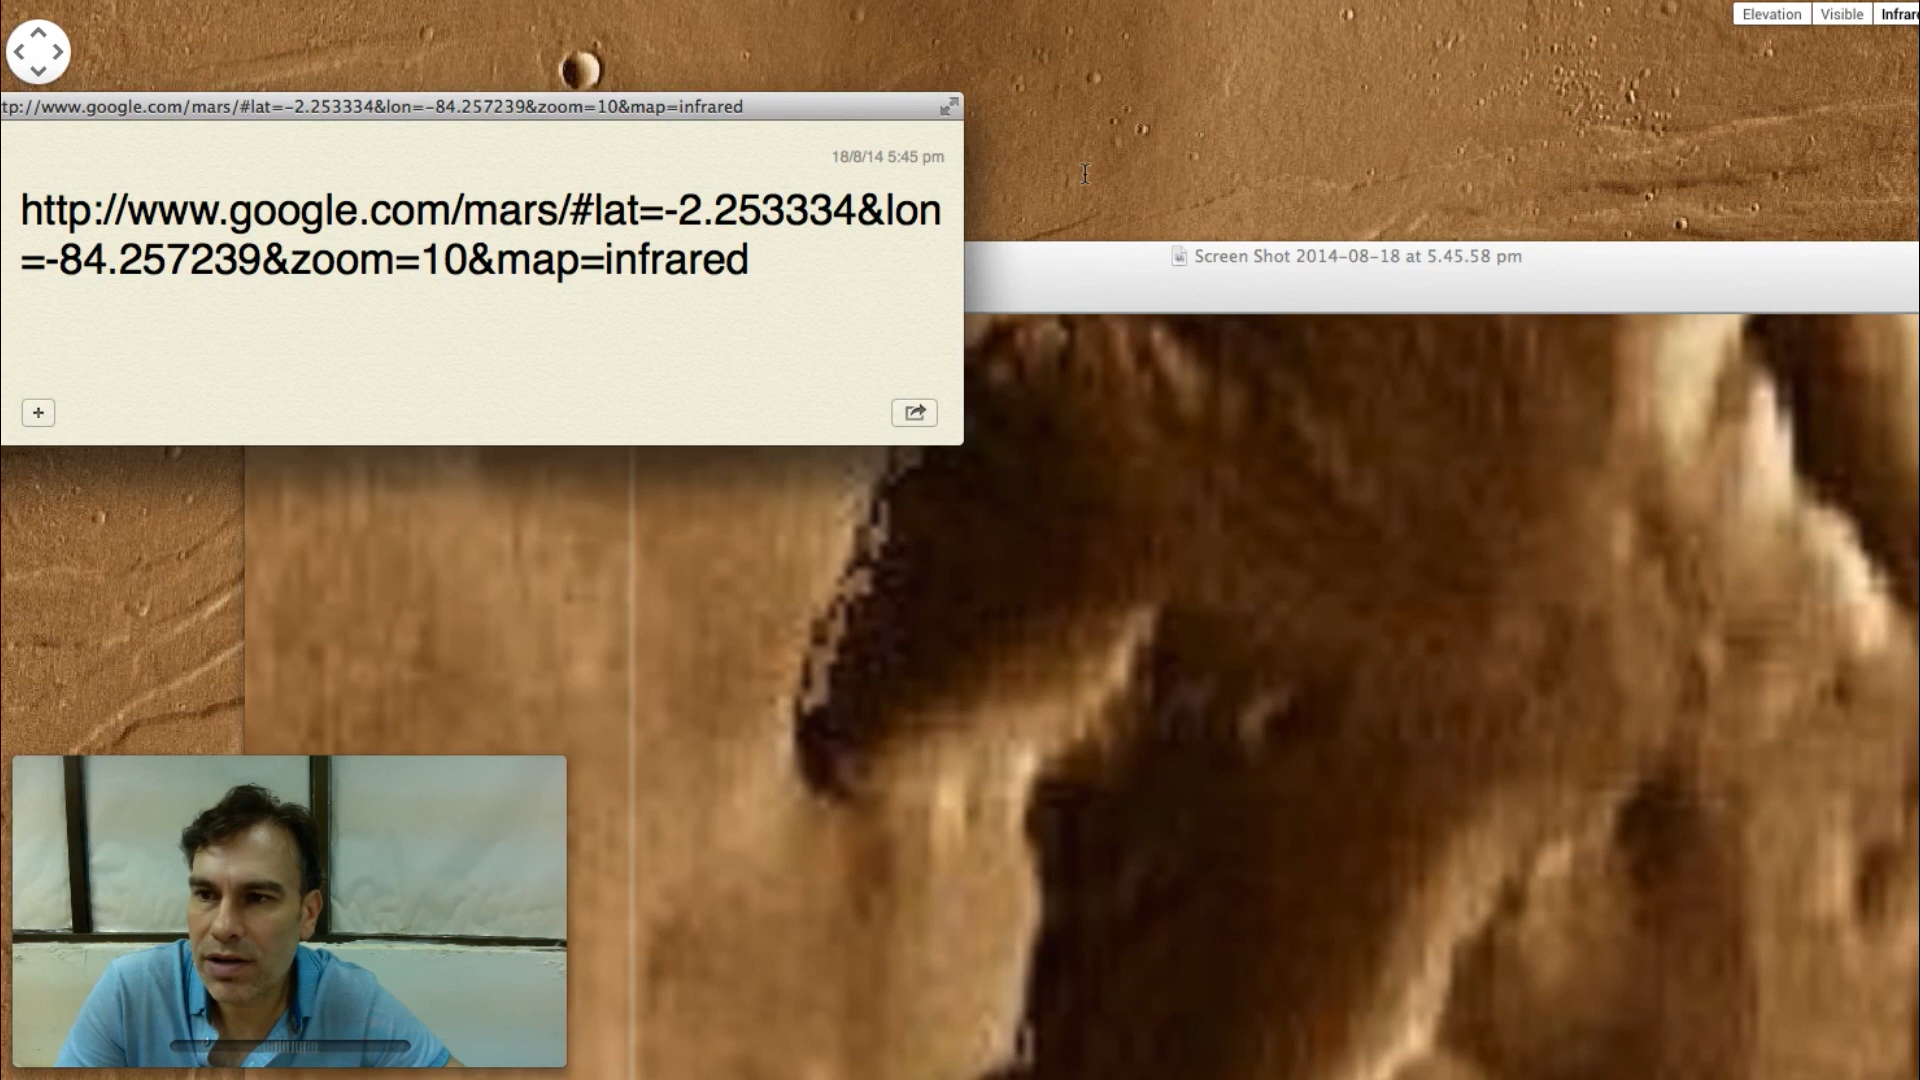 Elevation Visible Infrare
tp://www.google.com/mars/#lat=-2.253334&lon=-84.257239&zoom=10&map=infrared
18/8/14 5:45 pm
http://www.google.com/mars/#lat=-2.253334&lon
=-84.257239&zoom=10&map=infrared
Screen Shot 2014-08-18 at 5.45.58 pm